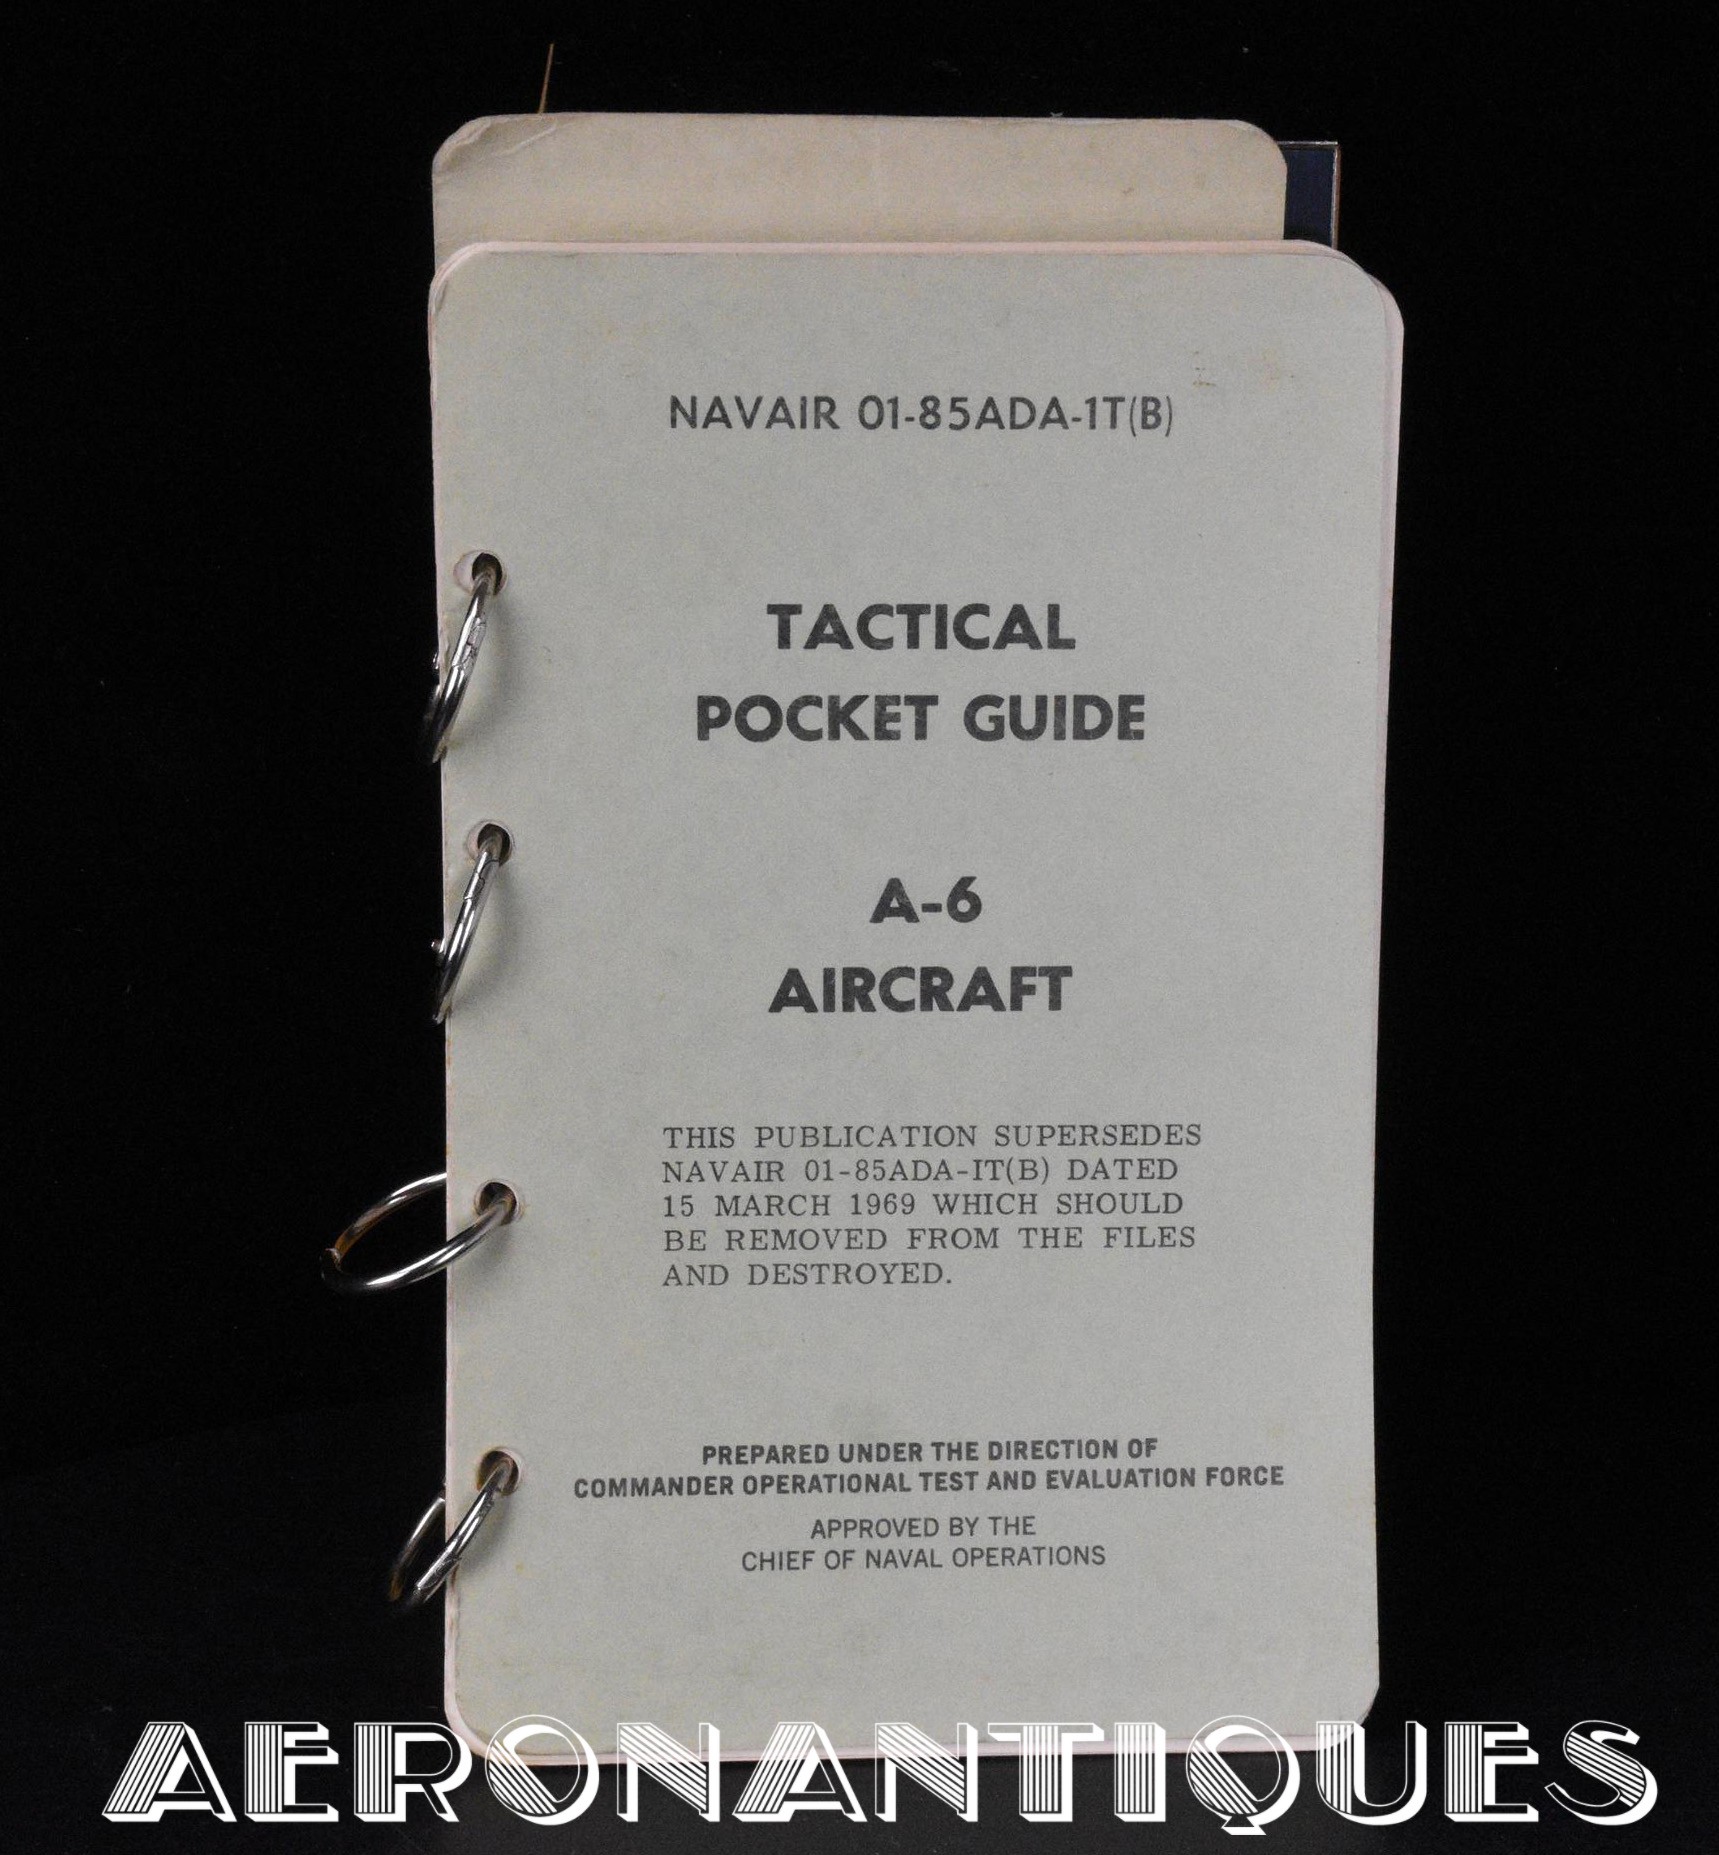 NAVAIR 01-85ADA-1T(B)
TACTICAL
POCKET GUIDE
A-6
AIRCRAFT
THIS PUBLICATION SUPERSEDES
NAVAIR 01-85ADA-IT(B) DATED
15 MARCH 1969 WHICH SHOULD
BE REMOVED FROM THE FILES
AND DESTROYED.
PREPARED UNDER THE DIRECTION OF
COMMANDER OPERATIONAL TEST AND EVALUATION FORCE
APPROVED BY THE
CHIEF OF NAVAL OPERATIONS
AERONANTIQUES